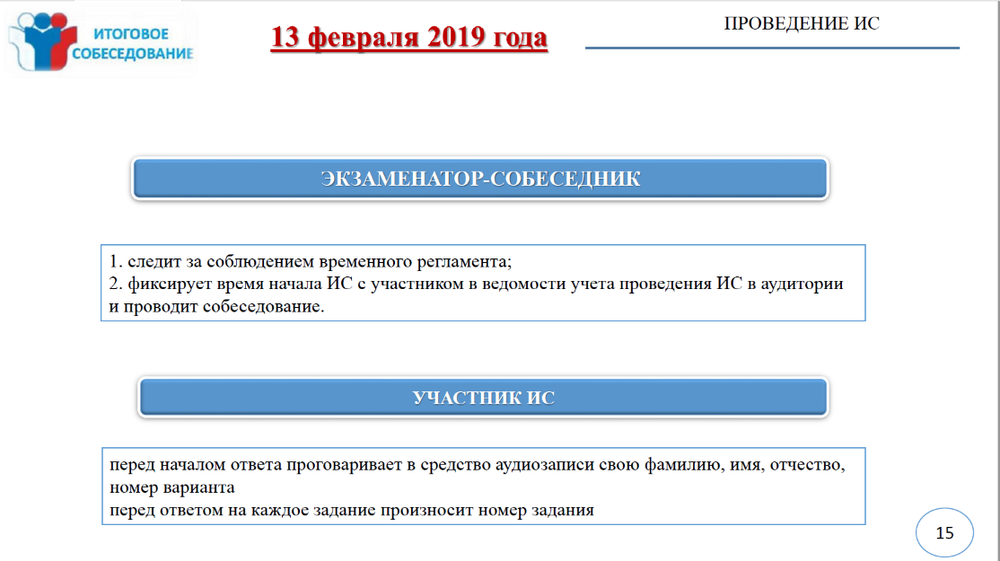 ИТОГОВОЕ
СОБЕСЕДОВАНИЕ
13 февраля 2019 года
ПРОВЕДЕНИЕ ИС
ЭКЗАМЕНАТОР-СОБЕСЕДНИК
1. следит за соблюдением временного регламента;
2. фиксирует время начала ИС с участником в ведомости учета проведения ИС в аудитории
и проводит собеседование.
УЧАСТНИК ИС
перед началом ответа проговаривает в средство аудиозаписи свою фамилию, имя, отчество,
номер варианта
перед ответом на каждое задание произносит номер задания
15